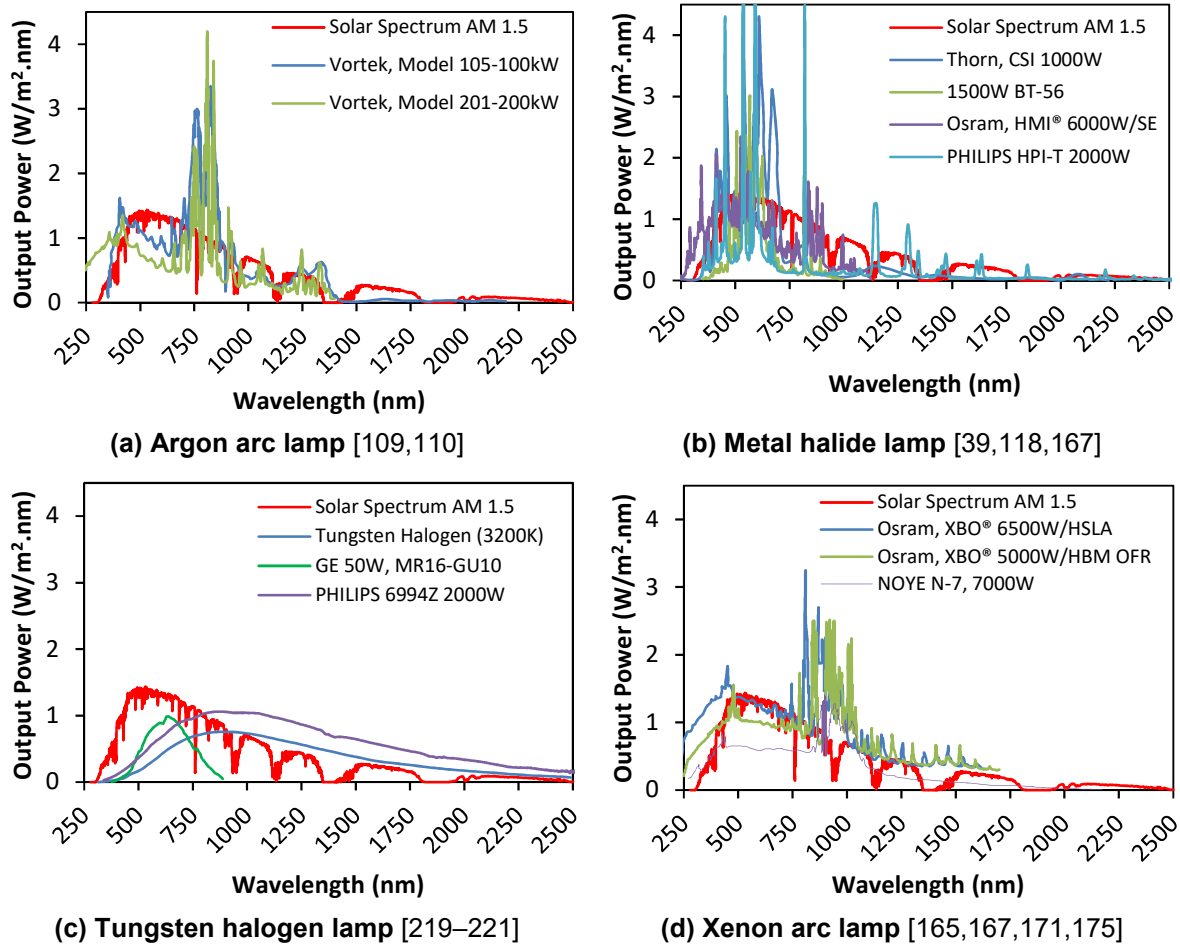 Output Power (W/m².nm)
4
3
2
1
0
Solar Spectrum AM 1.5
Vortek, Model 105-100kW
Vortek, Model 201-200kW
250
500
750
1000
1250
1500
1750
2000
2250
2500
Wavelength (nm)
(a) Argon arc lamp [109,110]
Output Power (W/m².nm)
4
3
2
1
0
Solar Spectrum AM 1.5
Thorn, CSI 1000W
1500W BT-56
Osram, HMI® 6000W/SE
PHILIPS HPI-T 2000W
250
500
750
1000
1250
1500
1750
2000
2250
2500
Wavelength (nm)
(b) Metal halide lamp [39,118,167]
Output Power (W/m².nm)
4
3
2
1
0
Solar Spectrum AM 1.5
Tungsten Halogen (3200K)
GE 50W, MR16-GU10
PHILIPS 6994Z 2000W
250
500
750
1000
1250
1500
1750
2000
2250
2500
Wavelength (nm)
(c) Tungsten halogen lamp [219–221]
Output Power (W/m².nm)
4
3
2
1
0
Solar Spectrum AM 1.5
Osram, XBO® 6500W/HSLA
Osram, XBO® 5000W/HBM OFR
NOYE N-7, 7000W
250
500
750
1000
1250
1500
1750
2000
2250
2500
Wavelength (nm)
(d) Xenon arc lamp [165,167,171,175]